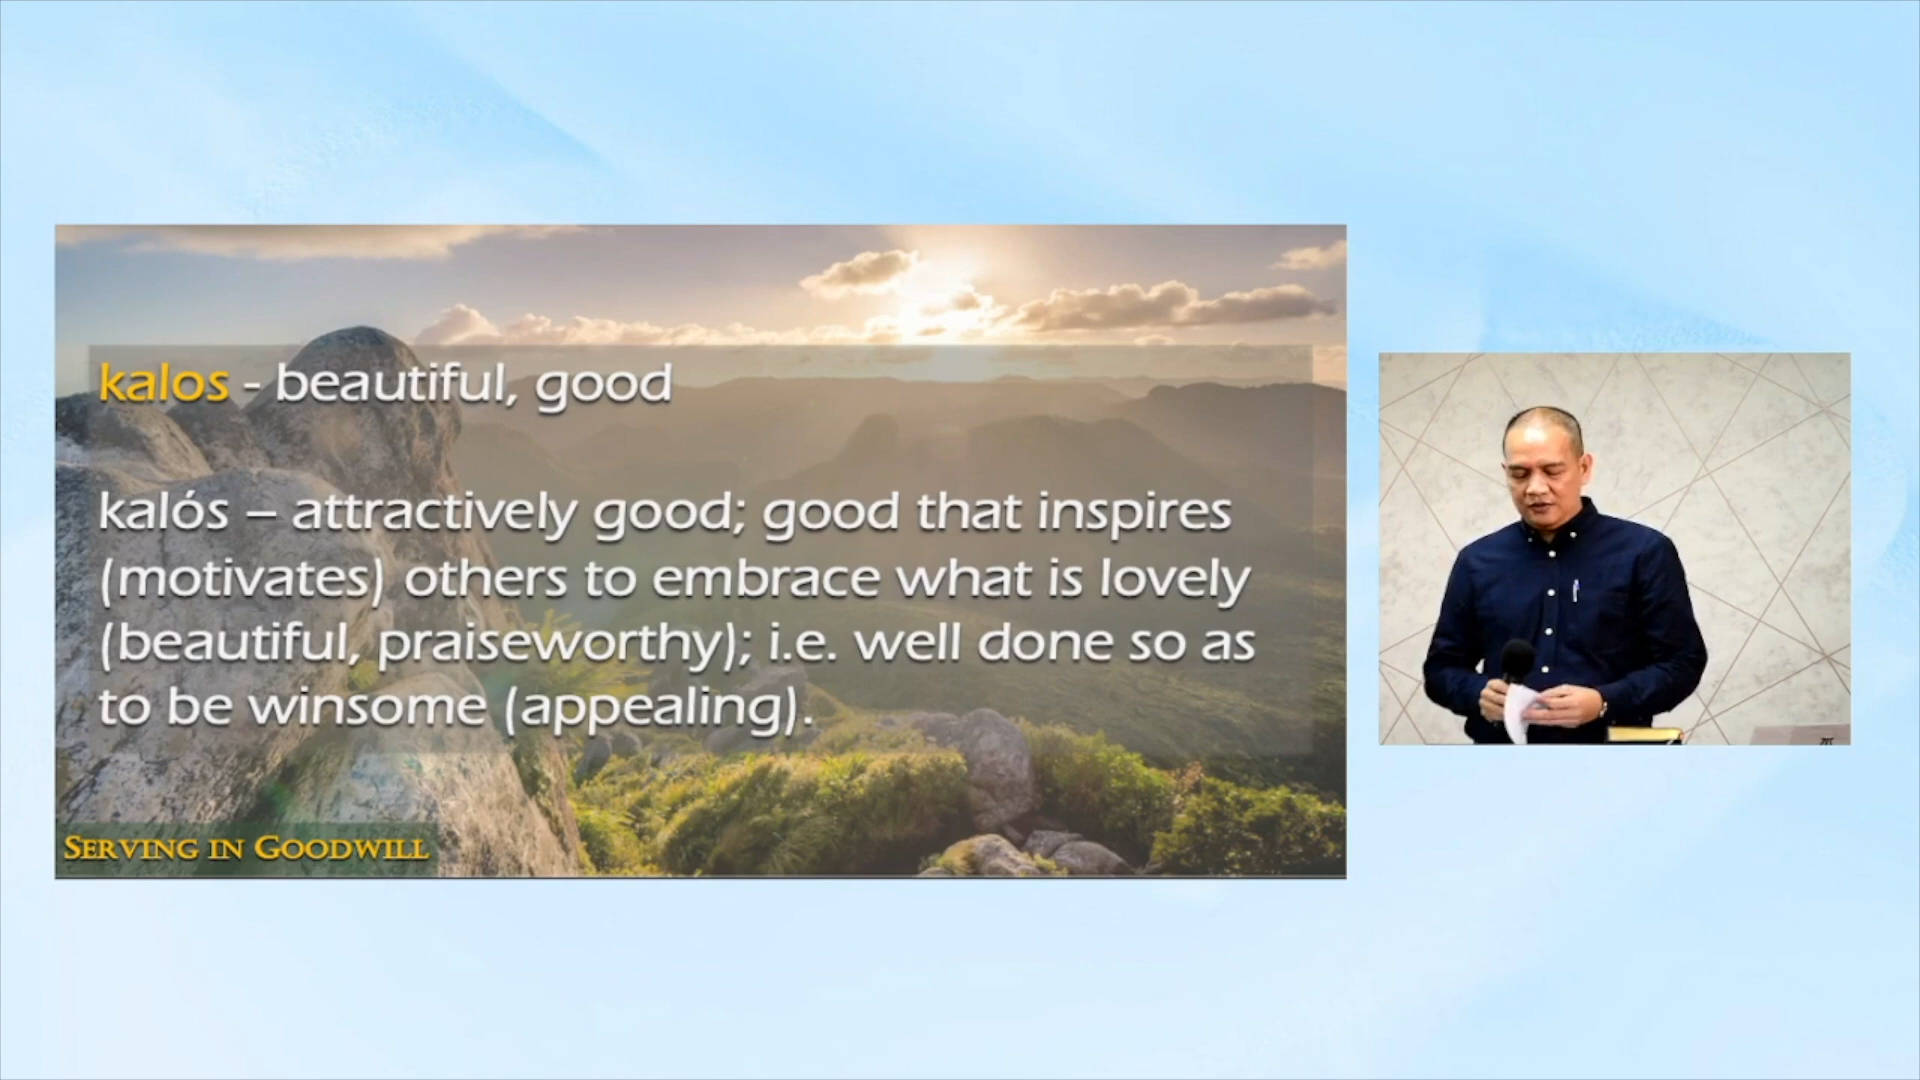 kalos - beautiful, good
kalós – attractively good; good that inspires
(motivates) others to embrace what is lovely
(beautiful, praiseworthy); i.e. well done so as
to be winsome (appealing).
SERVING IN GOODWILL